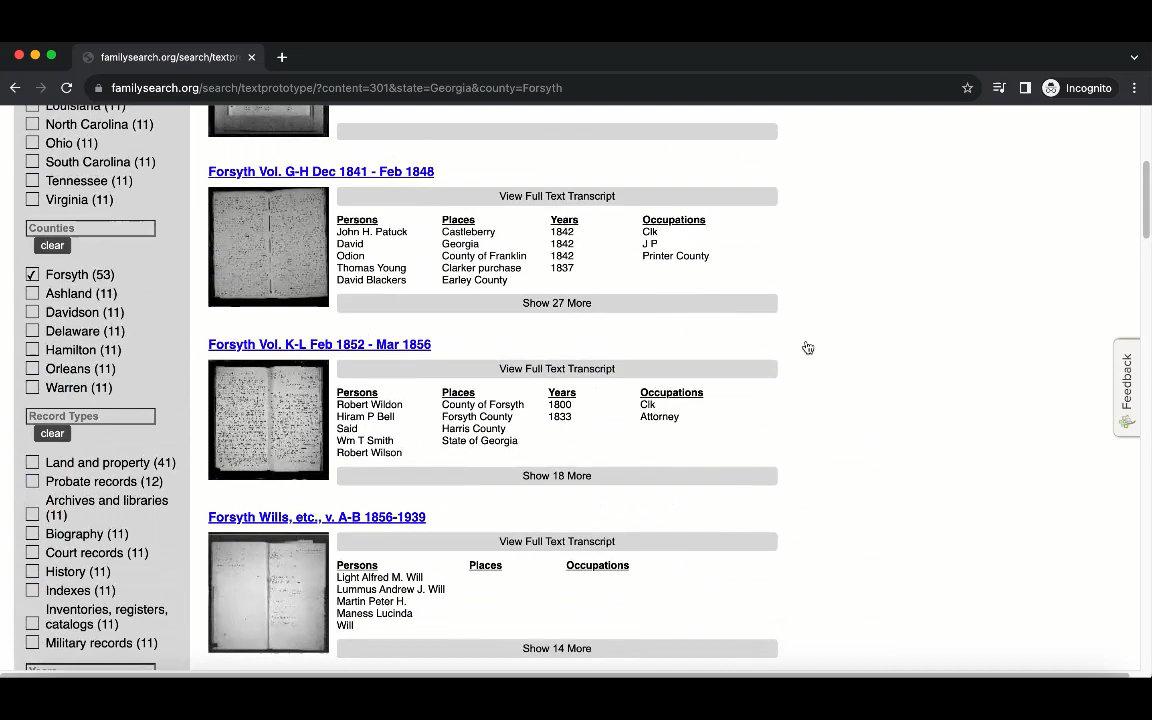 familysearch.org/search/textpr
familysearch.org/search/textprototype/?content=301&state=Georgia&county=Forsyth
Incognito
Louisiana (11)
North Carolina (11)
Ohio (11)
South Carolina (11)
Tennessee (11)
Virginia (11)
Counties
clear
Forsyth (53)
Ashland (11)
Davidson (11)
Delaware (11)
Hamilton (11)
Orleans (11)
Warren (11)
Record Types
clear
Land and property (41)
Probate records (12)
Archives and libraries
(11)
Biography (11)
Court records (11)
History (11)
Indexes (11)
Inventories, registers,
catalogs (11)
Military records (11)
Forsyth Vol. G-H Dec 1841 - Feb 1848
View Full Text Transcript
Persons Places Years Occupations
John H. Patuck Castleberry 1842 Clk
David Georgia 1842 J P
Odion County of Franklin 1842 Printer County
Thomas Young Clarker purchase 1837
David Blackers Earley County
Show 27 More
Forsyth Vol. K-L Feb 1852 - Mar 1856
View Full Text Transcript
Persons Places Years Occupations
Robert Wildon County of Forsyth 1800 Clk
Hiram P Bell Forsyth County 1833 Attorney
Said Harris County
Wm T Smith State of Georgia
Robert Wilson
Show 18 More
Forsyth Wills, etc., v. A-B 1856-1939
View Full Text Transcript
Persons Places Occupations
Light Alfred M. Will
Lummus Andrew J. Will
Martin Peter H.
Maness Lucinda
Will
Show 14 More
Feedback